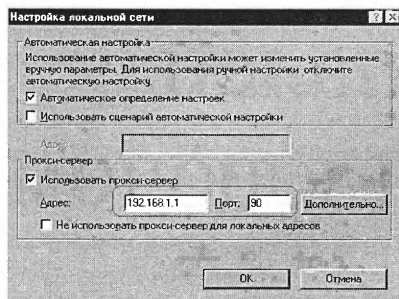 Настройка локальной сети
Автоматическая настройка
Использование автоматической настройки может изменить установленные
вручную параметры. Для использования ручной настройки отключите
автоматическую настройку.
Автоматическое определение настроек
Использовать сценарий автоматической настройки
Адрес:
Прокси-сервер
Использовать прокси-сервер
Адрес: 192.168.1.1 Порт: 90 Дополнительно...
Не использовать прокси-сервер для локальных адресов
OK Отмена